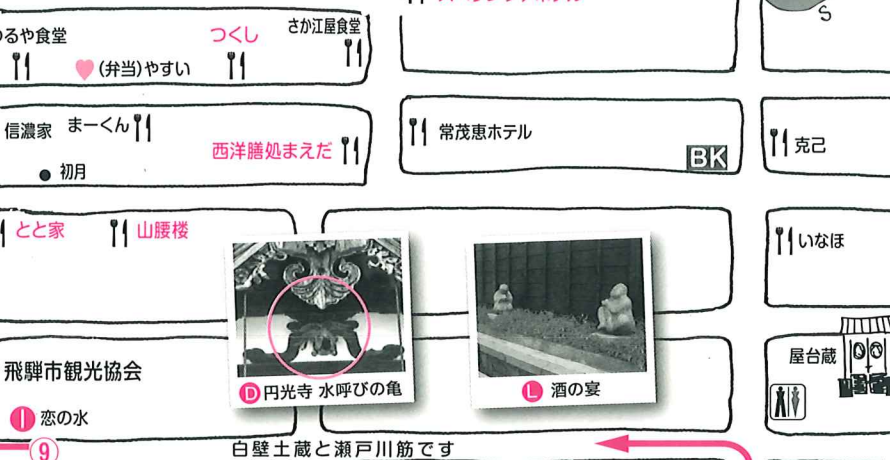 るや食堂
つくし
さか江屋食堂
(弁当)やすい
信濃家
まーくん
西洋膳処まえだ
初月
常茂恵ホテル
BK
克己
とと家
山腰楼
いなほ
飛騨市観光協会
I 恋の水
9
D 円光寺 水呼びの亀
L 酒の宴
屋台蔵
白壁土蔵と瀬戸川筋です
S